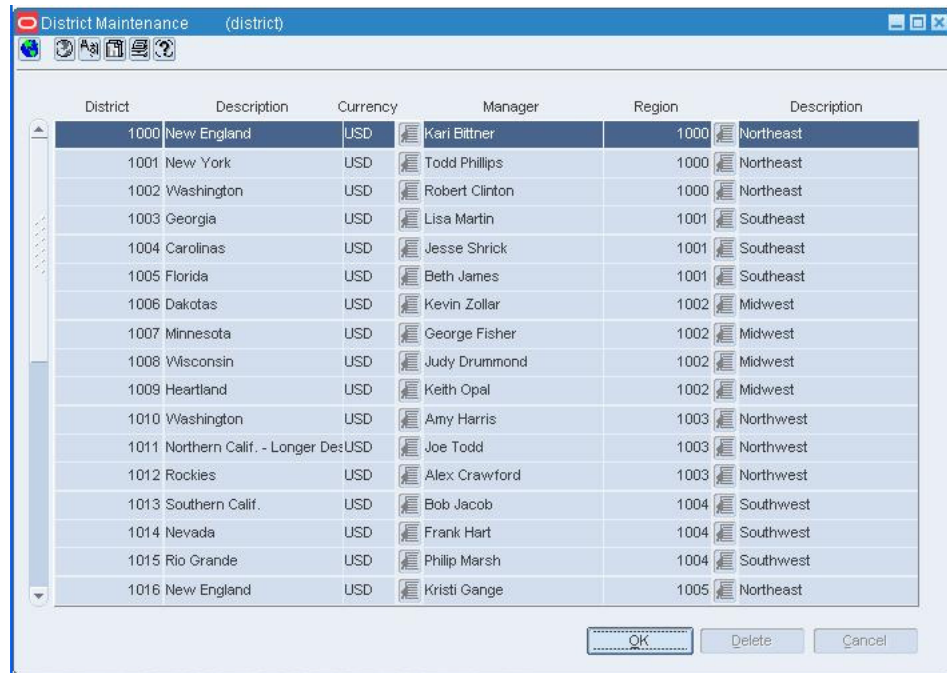 District Maintenance (district)
District Description Currency Manager Region Description
1000 New England USD Kari Bittner 1000 Northeast
1001 New York USD Todd Phillips 1000 Northeast
1002 Washington USD Robert Clinton 1000 Northeast
1003 Georgia USD Lisa Martin 1001 Southeast
1004 Carolinas USD Jesse Shrick 1001 Southeast
1005 Florida USD Beth James 1001 Southeast
1006 Dakotas USD Kevin Zollar 1002 Midwest
1007 Minnesota USD George Fisher 1002 Midwest
1008 Wisconsin USD Judy Drummond 1002 Midwest
1009 Heartland USD Keith Opal 1002 Midwest
1010 Washington USD Amy Harris 1003 Northwest
1011 Northern Calif. - Longer Des USD Joe Todd 1003 Northwest
1012 Rockies USD Alex Crawford 1003 Northwest
1013 Southern Calif. USD Bob Jacob 1004 Southwest
1014 Nevada USD Frank Hart 1004 Southwest
1015 Rio Grande USD Philip Marsh 1004 Southwest
1016 New England USD Kristi Gange 1005 Northeast
OK Delete Cancel